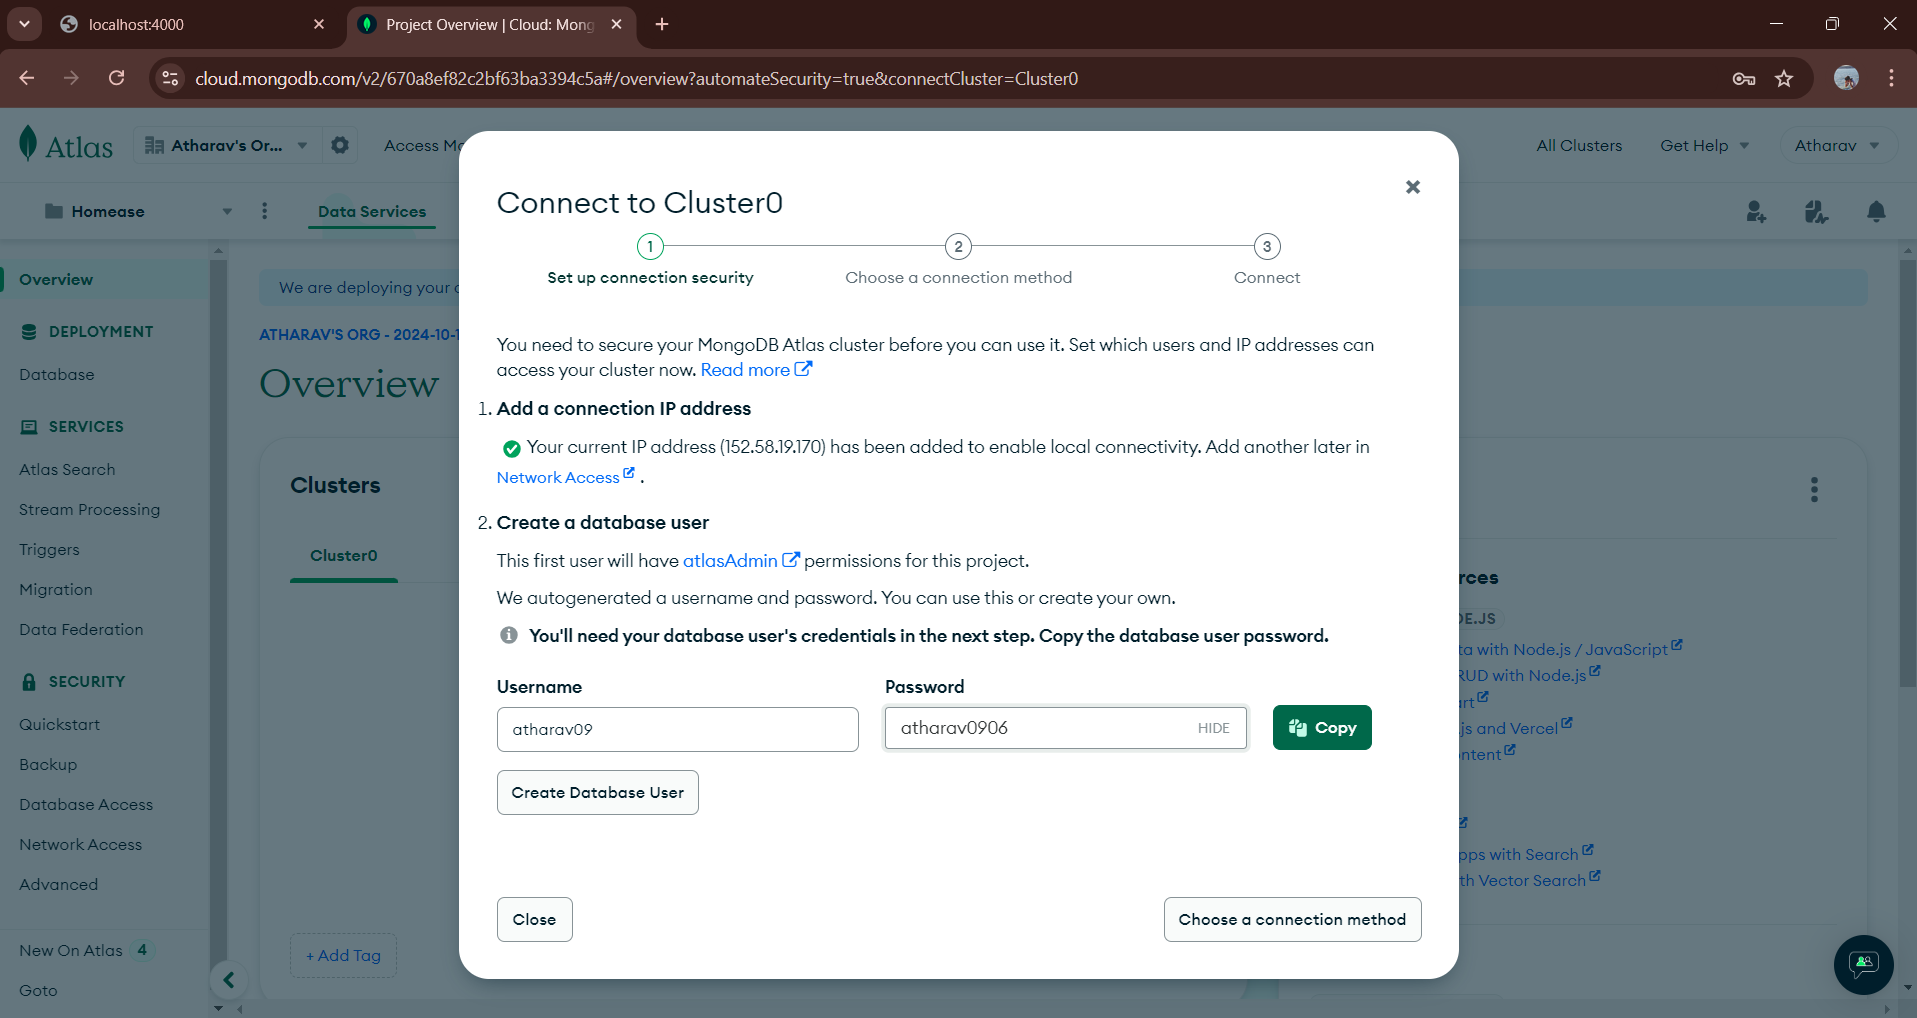 localhost:4000
Project Overview | Cloud: Mong
cloud.mongodb.com/v2/670a8ef82c2bf63ba3394c5a#/overview?automateSecurity=true&connectCluster=Cluster0
Atlas
Atharav's Or...
Access Mo
All Clusters
Get Help
Atharav
Homease
Data Services
Overview
DEPLOYMENT
Database
SERVICES
Atlas Search
Stream Processing
Triggers
Migration
Data Federation
SECURITY
Quickstart
Backup
Database Access
Network Access
Advanced
New On Atlas 4
Goto
We are deploying your c
ATHARAV'S ORG - 2024-10-1
Overview
Clusters
Cluster0
+ Add Tag
Connect to Cluster0
1
2
3
Set up connection security
Choose a connection method
Connect
You need to secure your MongoDB Atlas cluster before you can use it. Set which users and IP addresses can
access your cluster now. Read more
1. Add a connection IP address
Your current IP address (152.58.19.170) has been added to enable local connectivity. Add another later in
Network Access .
2. Create a database user
This first user will have atlasAdmin permissions for this project.
We autogenerated a username and password. You can use this or create your own.
You'll need your database user's credentials in the next step. Copy the database user password.
Username
Password
atharav09
atharav0906
HIDE
Copy
Create Database User
Close
Choose a connection method
rces
DE.JS
ta with Node.js / JavaScript
RUD with Node.js
art
.js and Vercel
ontent
pps with Search
th Vector Search